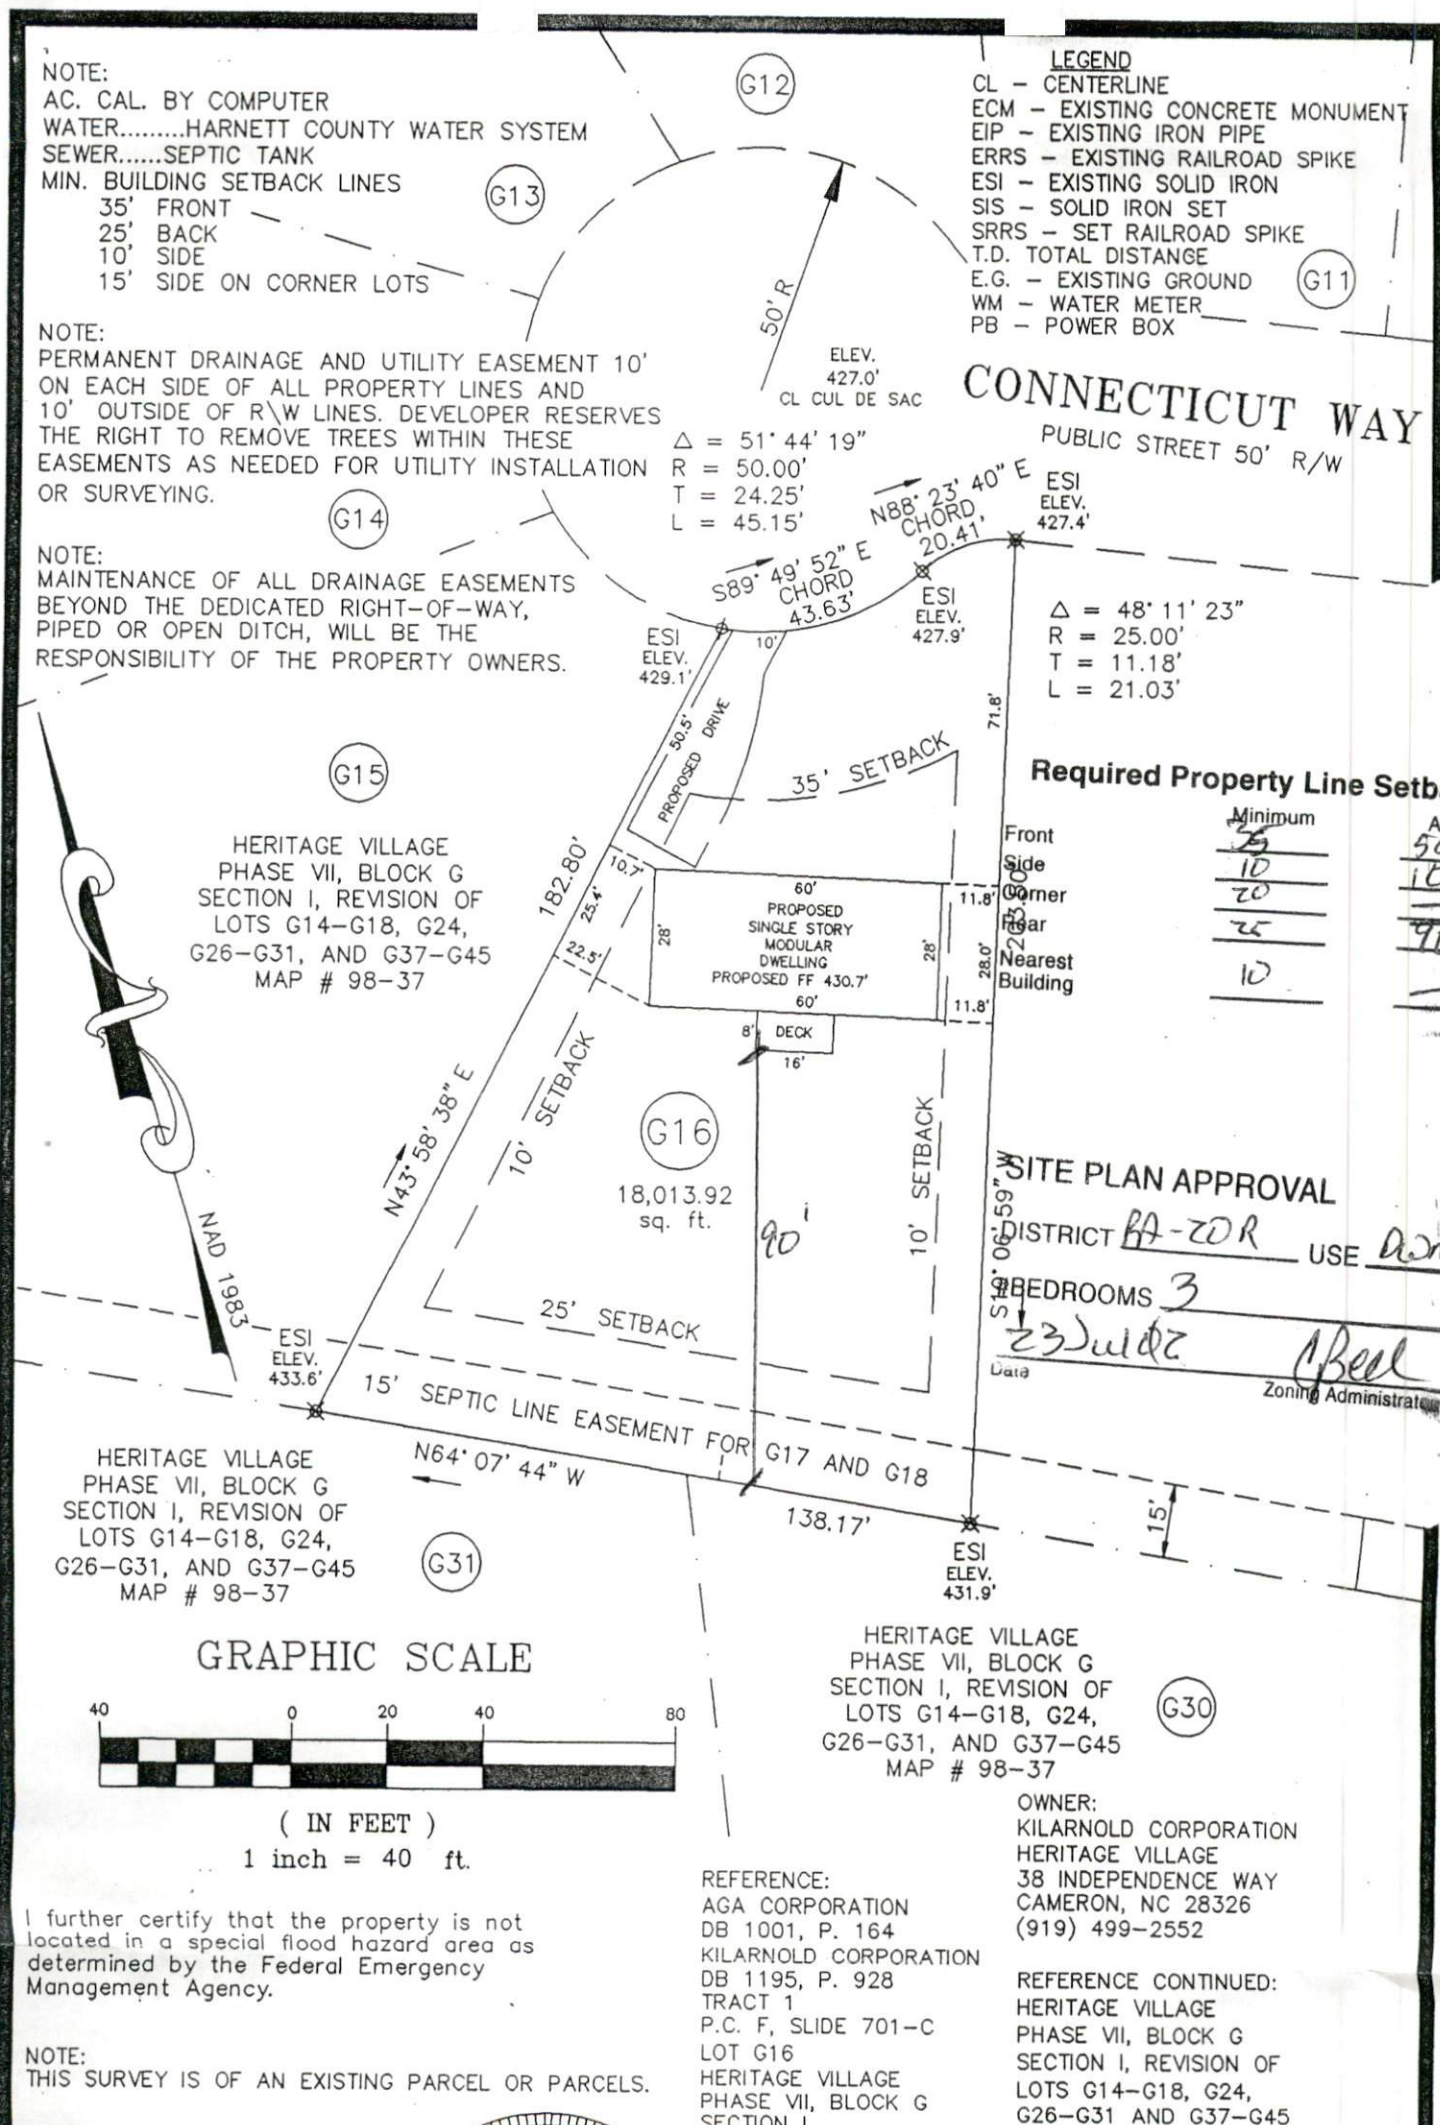 NOTE:
AC. CAL. BY COMPUTER
WATER.........HARNETT COUNTY WATER SYSTEM
SEWER......SEPTIC TANK
MIN. BUILDING SETBACK LINES
35' FRONT
25' BACK
10' SIDE
15' SIDE ON CORNER LOTS
G13
G12
LEGEND
CL – CENTERLINE
ECM – EXISTING CONCRETE MONUMENT
EIP – EXISTING IRON PIPE
ERRS – EXISTING RAILROAD SPIKE
ESI – EXISTING SOLID IRON
SIS – SOLID IRON SET
SRRS – SET RAILROAD SPIKE
T.D. TOTAL DISTANCE
E.G. – EXISTING GROUND
WM – WATER METER
PB – POWER BOX
G11
NOTE:
PERMANENT DRAINAGE AND UTILITY EASEMENT 10'
ON EACH SIDE OF ALL PROPERTY LINES AND
10' OUTSIDE OF R\W LINES. DEVELOPER RESERVES
THE RIGHT TO REMOVE TREES WITHIN THESE
EASEMENTS AS NEEDED FOR UTILITY INSTALLATION
OR SURVEYING.
G14
50' R
ELEV.
427.0'
CL CUL DE SAC
CONNECTICUT WAY
PUBLIC STREET 50' R/W
Δ = 51° 44' 19"
R = 50.00'
T = 24.25'
L = 45.15'
N88° 23' 40" E
CHORD
20.41'
ESI
ELEV.
427.4'
S89° 49' 52" E
CHORD
43.63'
ESI
ELEV.
427.9'
NOTE:
MAINTENANCE OF ALL DRAINAGE EASEMENTS
BEYOND THE DEDICATED RIGHT–OF–WAY,
PIPED OR OPEN DITCH, WILL BE THE
RESPONSIBILITY OF THE PROPERTY OWNERS.
ESI
ELEV.
429.1'
10'
Δ = 48° 11' 23"
R = 25.00'
T = 11.18'
L = 21.03'
71.8'
50.5'
PROPOSED DRIVE
35' SETBACK
G15
HERITAGE VILLAGE
PHASE VII, BLOCK G
SECTION I, REVISION OF
LOTS G14–G18, G24,
G26–G31, AND G37–G45
MAP # 98–37
182.80'
10.7'
25.4'
22.5'
60'
28'
PROPOSED
SINGLE STORY
MODULAR
DWELLING
PROPOSED FF 430.7'
28'
60'
11.8'
28.0'
11.8'
8'
DECK
16'
Required Property Line Setb
Minimum
A
Front 35
Side 10 10
Corner 20
Rear 25
Nearest
Building 10
10' SETBACK
N43° 58' 38" E
G16
18,013.92
sq. ft.
90'
10' SETBACK
S19° 06' 59" W
SITE PLAN APPROVAL
DISTRICT RA-20R USE
#BEDROOMS 3
23 Jul 02 CBeel
Date
Zoning Administrator
NAD 1983
25' SETBACK
ESI
ELEV.
433.6'
15' SEPTIC LINE EASEMENT FOR G17 AND G18
N64° 07' 44" W
138.17'
15'
ESI
ELEV.
431.9'
HERITAGE VILLAGE
PHASE VII, BLOCK G
SECTION I, REVISION OF
LOTS G14–G18, G24,
G26–G31, AND G37–G45
MAP # 98–37
G31
HERITAGE VILLAGE
PHASE VII, BLOCK G
SECTION I, REVISION OF
LOTS G14–G18, G24,
G26–G31, AND G37–G45
MAP # 98–37
G30
GRAPHIC SCALE
40 0 20 40 80
( IN FEET )
1 inch = 40 ft.
I further certify that the property is not
located in a special flood hazard area as
determined by the Federal Emergency
Management Agency.
NOTE:
THIS SURVEY IS OF AN EXISTING PARCEL OR PARCELS.
REFERENCE:
AGA CORPORATION
DB 1001, P. 164
KILARNOLD CORPORATION
DB 1195, P. 928
TRACT 1
P.C. F, SLIDE 701–C
LOT G16
HERITAGE VILLAGE
PHASE VII, BLOCK G
SECTION I
OWNER:
KILARNOLD CORPORATION
HERITAGE VILLAGE
38 INDEPENDENCE WAY
CAMERON, NC 28326
(919) 499–2552
REFERENCE CONTINUED:
HERITAGE VILLAGE
PHASE VII, BLOCK G
SECTION I, REVISION OF
LOTS G14–G18, G24,
G26–G31 AND G37–G45